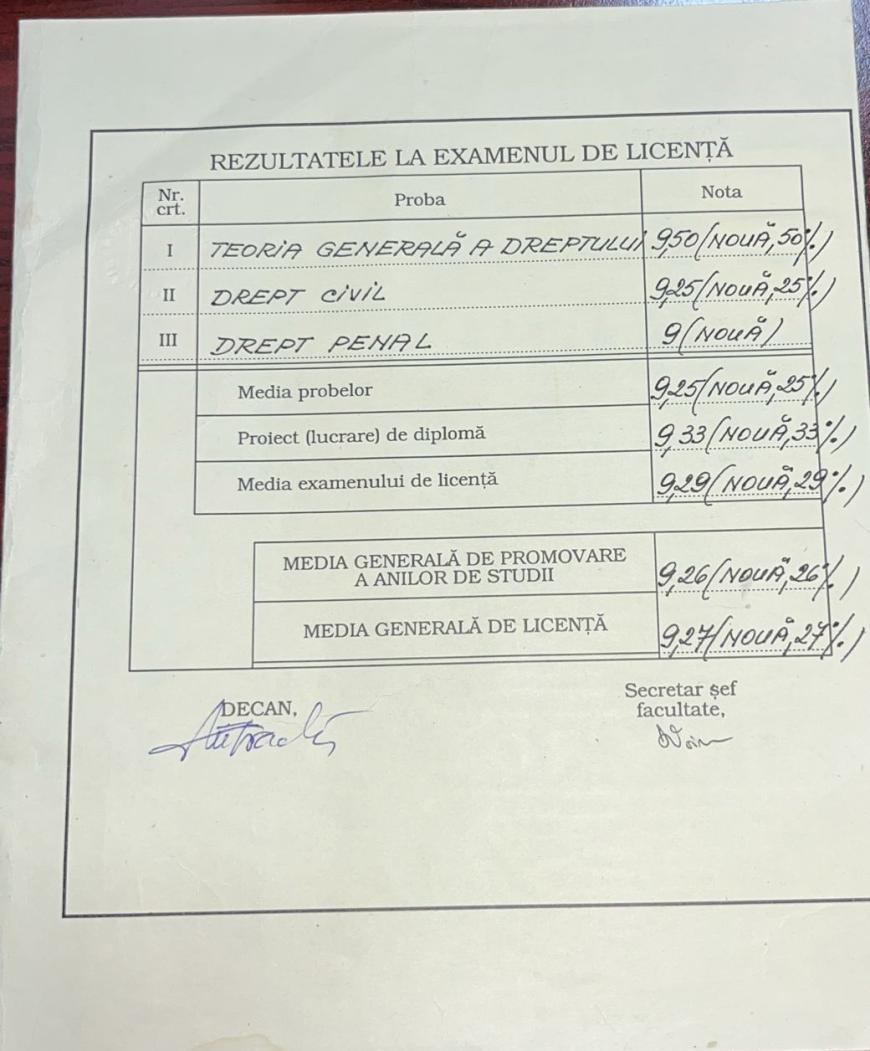 REZULTATELE LA EXAMENUL DE LICENȚĂ
Nr. crt. Proba Nota
I TEORIA GENERALĂ A DREPTULUI 9,50 (NOUĂ, 50%)
II DREPT CIVIL 9,25 (NOUĂ, 25%)
III DREPT PENAL 9 (NOUĂ)
Media probelor 9,25 (NOUĂ, 25%)
Proiect (lucrare) de diplomă 9,33 (NOUĂ, 33%)
Media examenului de licență 9,29 (NOUĂ, 29%)
MEDIA GENERALĂ DE PROMOVARE
A ANILOR DE STUDII 9,26 (NOUĂ, 26%)
MEDIA GENERALĂ DE LICENȚĂ 9,27 (NOUĂ, 27%)
DECAN,
Secretar șef
facultate,